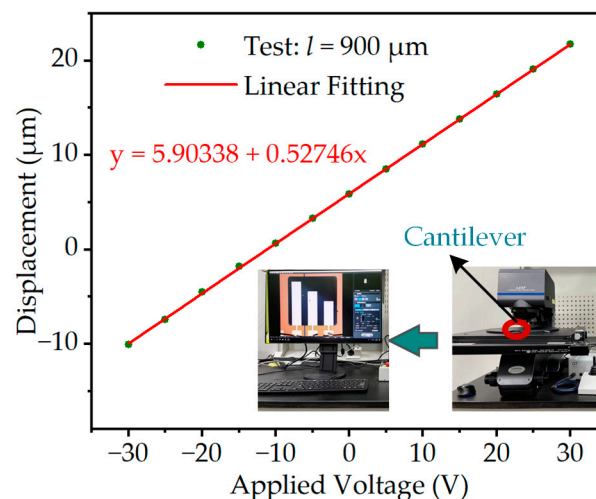 20
10
0
−10
Displacement (μm)
Test: l = 900 μm
Linear Fitting
y = 5.90338 + 0.52746x
Cantilever
−30 −20 −10 0 10 20 30
Applied Voltage (V)